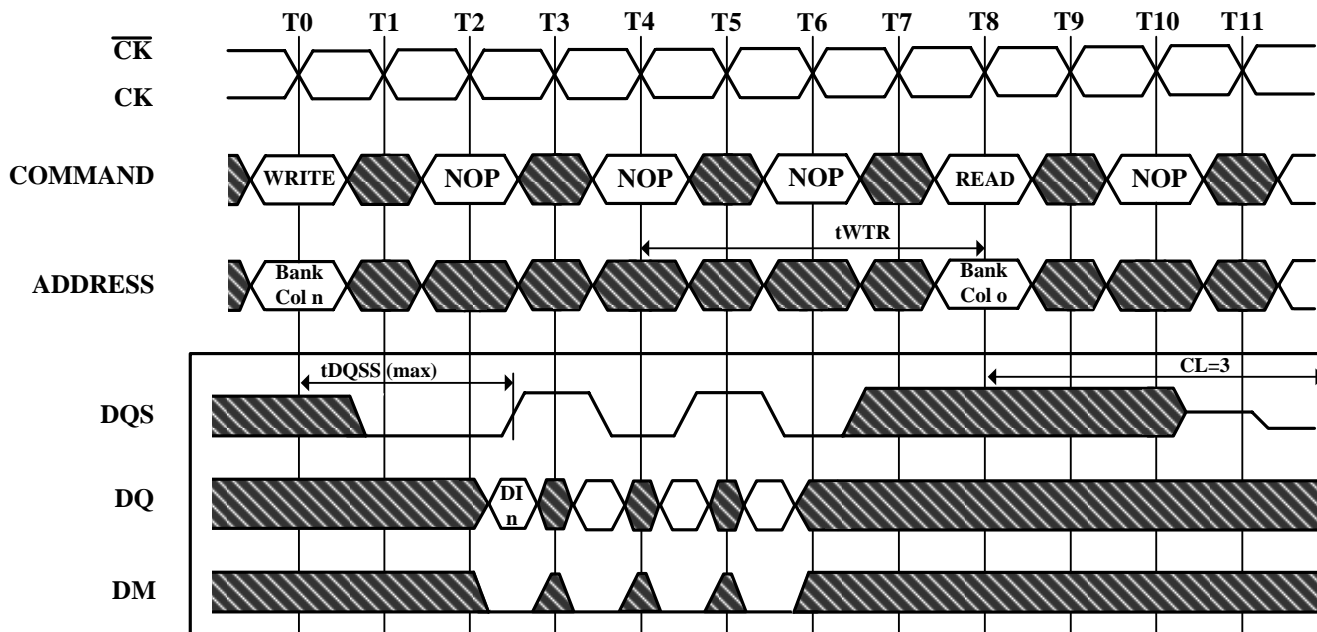 T0 T1 T2 T3 T4 T5 T6 T7 T8 T9 T10 T11
CK
CK
COMMAND WRITE NOP NOP NOP READ NOP
tWTR
ADDRESS Bank Col n Bank Col o
tDQSS (max) CL=3
DQS
DQ DI n
DM